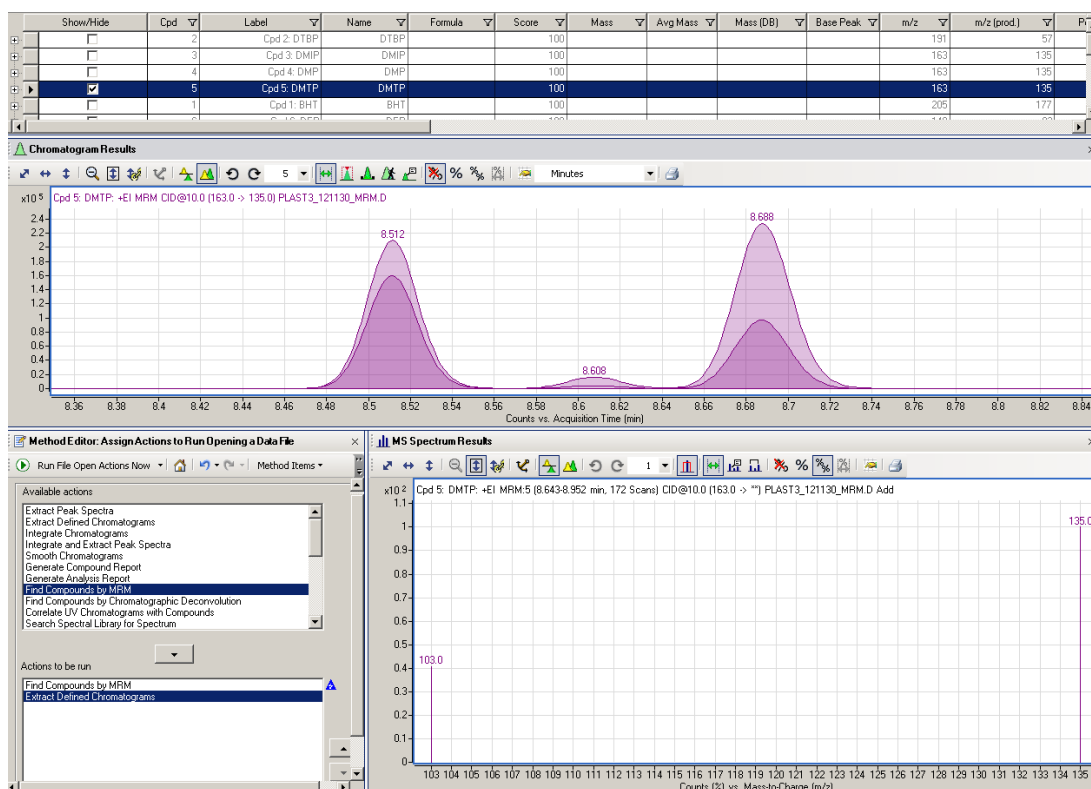 Show/Hide Cpd Label Name Formula Score Mass Avg Mass Mass (DB) Base Peak m/z m/z (prod.)
2 Cpd 2: DTBP DTBP 100 191 57
3 Cpd 3: DMIP DMIP 100 163 135
4 Cpd 4: DMP DMP 100 163 135
5 Cpd 5: DMTP DMTP 100 163 135
1 Cpd 1: BHT BHT 100 205 177
Chromatogram Results
5 % Minutes
x10 5 Cpd 5: DMTP: +EI MRM CID@10.0 (163.0 -> 135.0) PLAST3_121130_MRM.D
2.4
2.2
2
1.8
1.6
1.4
1.2
1
0.8
0.6
0.4
0.2
0
8.512
8.608
8.688
8.36 8.38 8.4 8.42 8.44 8.46 8.48 8.5 8.52 8.54 8.56 8.58 8.6 8.62 8.64 8.66 8.68 8.7 8.72 8.74 8.76 8.78 8.8 8.82 8.84
Counts vs. Acquisition Time (min)
Method Editor: Assign Actions to Run Opening a Data File
Run File Open Actions Now Method Items
Available actions
Extract Peak Spectra
Extract Defined Chromatograms
Integrate Chromatograms
Integrate and Extract Peak Spectra
Smooth Chromatograms
Generate Compound Report
Generate Analysis Report
Find Compounds by MRM
Find Compounds by Chromatographic Deconvolution
Correlate UV Chromatograms with Compounds
Search Spectral Library for Spectrum
Actions to be run
Find Compounds by MRM
Extract Defined Chromatograms
MS Spectrum Results
1 %
x10 2 Cpd 5: DMTP: +EI MRM:5 (8.643-8.952 min, 172 Scans) CID@10.0 (163.0 -> **) PLAST3_121130_MRM.D Add
1.1
1
0.9
0.8
0.7
0.6
0.5
0.4
0.3
0.2
0.1
0
103.0
135.0
103 104 105 106 107 108 109 110 111 112 113 114 115 116 117 118 119 120 121 122 123 124 125 126 127 128 129 130 131 132 133 134 135
Counts (%) vs. Mass-to-Charge (m/z)